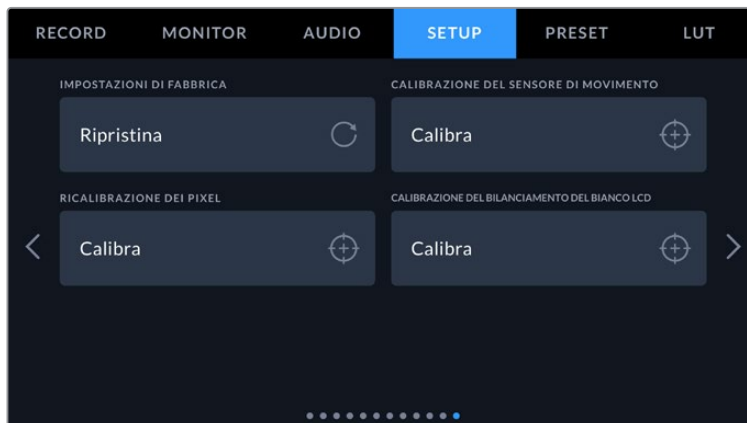 RECORD MONITOR AUDIO SETUP PRESET LUT
IMPOSTAZIONI DI FABBRICA CALIBRAZIONE DEL SENSORE DI MOVIMENTO
Ripristina Calibra
RICALIBRAZIONE DEI PIXEL CALIBRAZIONE DEL BILANCIAMENTO DEL BIANCO LCD
Calibra Calibra